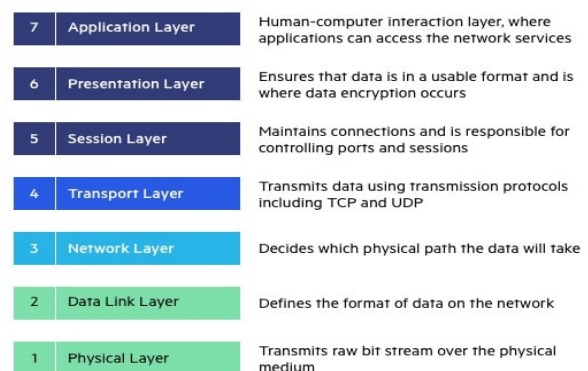 7 Application Layer
Human-computer interaction layer, where
applications can access the network services
6 Presentation Layer
Ensures that data is in a usable format and is
where data encryption occurs
5 Session Layer
Maintains connections and is responsible for
controlling ports and sessions
4 Transport Layer
Transmits data using transmission protocols
including TCP and UDP
3 Network Layer
Decides which physical path the data will take
2 Data Link Layer
Defines the format of data on the network
1 Physical Layer
Transmits raw bit stream over the physical
medium